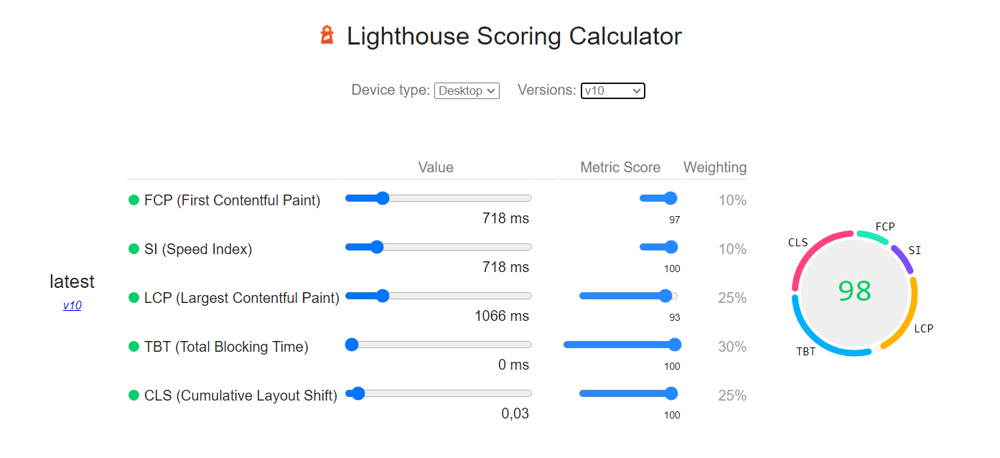 Lighthouse Scoring Calculator
Device type: Desktop Versions: v10
Value Metric Score Weighting
FCP (First Contentful Paint) 10%
718 ms 97
SI (Speed Index) 10%
718 ms 100
latest
v10
LCP (Largest Contentful Paint) 25%
1066 ms 93
TBT (Total Blocking Time) 30%
0 ms 100
CLS (Cumulative Layout Shift) 25%
0,03 100
FCP
CLS
SI
98
LCP
TBT